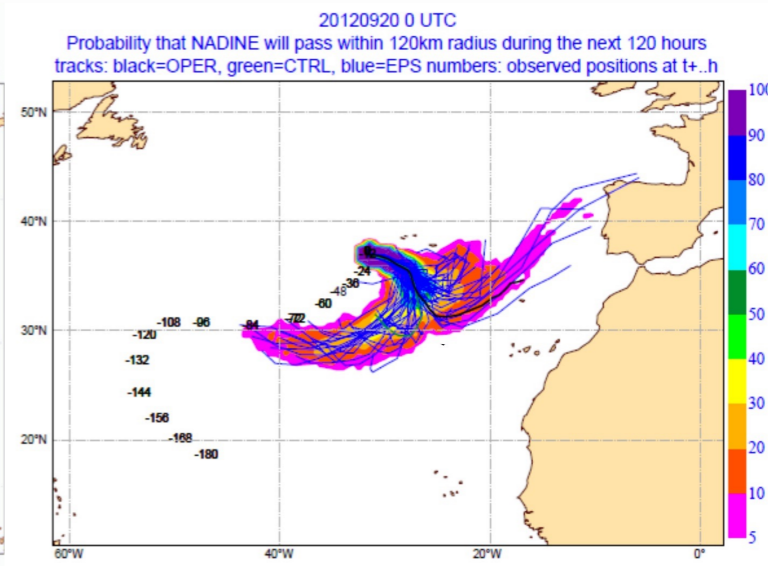 20120920 0 UTC
Probability that NADINE will pass within 120km radius during the next 120 hours
tracks: black=OPER, green=CTRL, blue=EPS numbers: observed positions at t+..h
100
50°N
90
80
40°N
70
-24
-36
60
-48
-60
-72
-108 -96 -84
30°N
-120
50
-132
40
-144
30
-156
20°N
-168
20
-180
10
5
60°W 40°W 20°W 0°